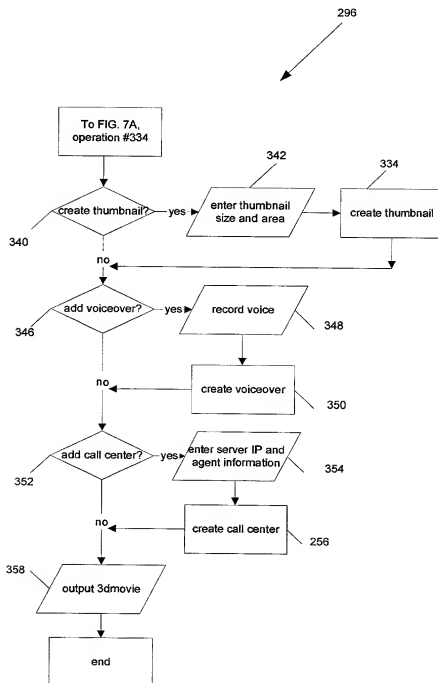 296
To FIG. 7A,
operation #334
342
334
create thumbnail?
yes
enter thumbnail
size and area
create thumbnail
340
no
add voiceover?
yes
record voice
346
348
no
create voiceover
350
add call center?
yes
enter server IP and
agent information
354
352
no
create call center
256
358
output 3dmovie
end